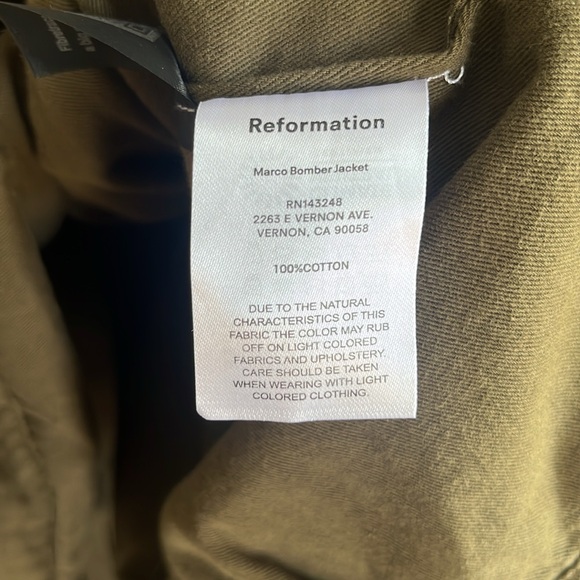 Reformation
Marco Bomber Jacket
RN143248
2263 E VERNON AVE.
VERNON, CA 90058
100%COTTON
DUE TO THE NATURAL
CHARACTERISTICS OF THIS
FABRIC THE COLOR MAY RUB
OFF ON LIGHT COLORED
FABRICS AND UPHOLSTERY.
CARE SHOULD BE TAKEN
WHEN WEARING WITH LIGHT
COLORED CLOTHING.